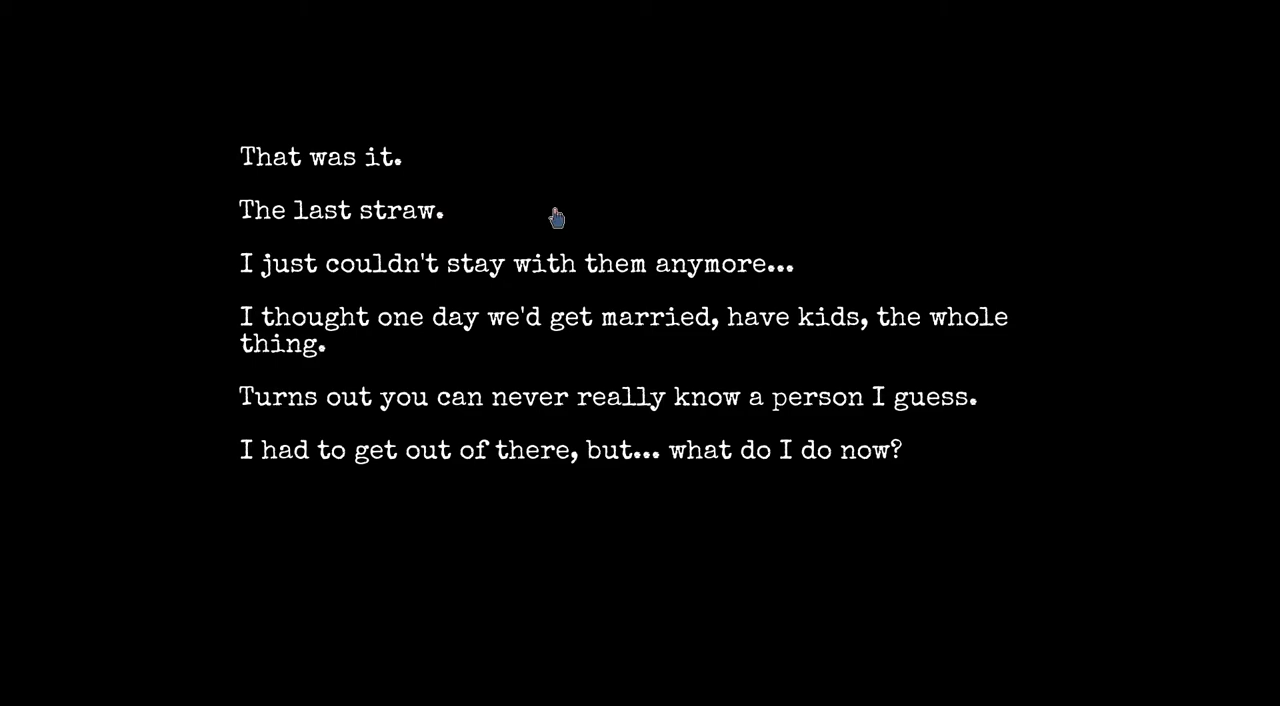 That was it.
The last straw.
I just couldn't stay with them anymore...
I thought one day we'd get married, have kids, the whole
thing.
Turns out you can never really know a person I guess.
I had to get out of there, but... what do I do now?